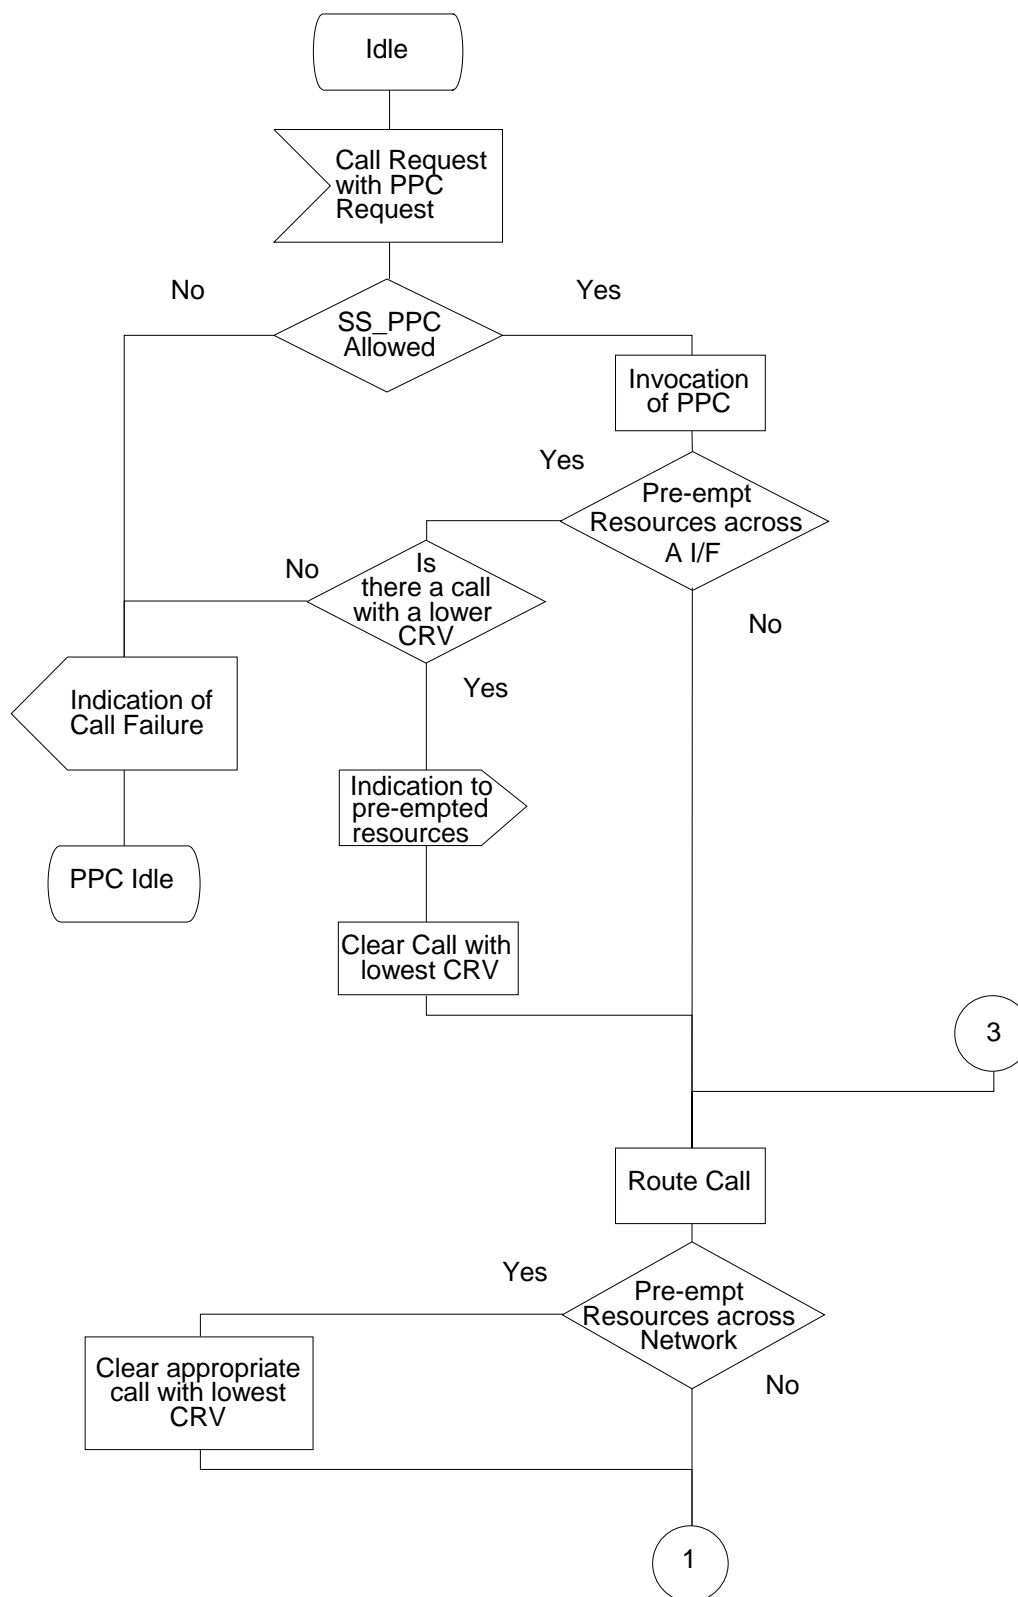 Idle
Call Request
with PPC
Request
No
Yes
SS_PPC
Allowed
Invocation
of PPC
Yes
Pre-empt
Resources across
A I/F
No
Is
there a call
with a lower
CRV
No
Yes
Indication of
Call Failure
Indication to
pre-empted
resources
PPC Idle
Clear Call with
lowest CRV
3
Route Call
Yes
Pre-empt
Resources across
Network
No
Clear appropriate
call with lowest
CRV
1